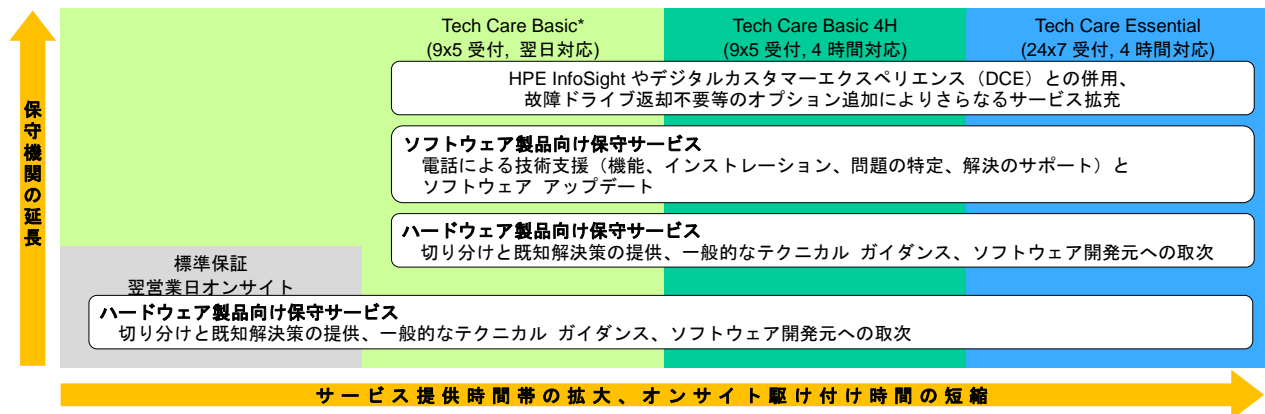 Tech Care Basic*
(9x5 受付, 翌日対応)
Tech Care Basic 4H
(9x5 受付, 4 時間対応)
Tech Care Essential
(24x7 受付, 4 時間対応)
HPE InfoSight やデジタルカスタマーエクスペリエンス（DCE）との併用、
故障ドライブ返却不要等のオプション追加によりさらなるサービス拡充
保守機関の延長
ソフトウェア製品向け保守サービス
電話による技術支援（機能、インストレーション、問題の特定、解決のサポート）と
ソフトウェア アップデート
ハードウェア製品向け保守サービス
切り分けと既知解決策の提供、一般的なテクニカル ガイダンス、ソフトウェア開発元への取次
標準保証
翌営業日オンサイト
ハードウェア製品向け保守サービス
切り分けと既知解決策の提供、一般的なテクニカル ガイダンス、ソフトウェア開発元への取次
サービス提供時間帯の拡大、オンサイト駆け付け時間の短縮